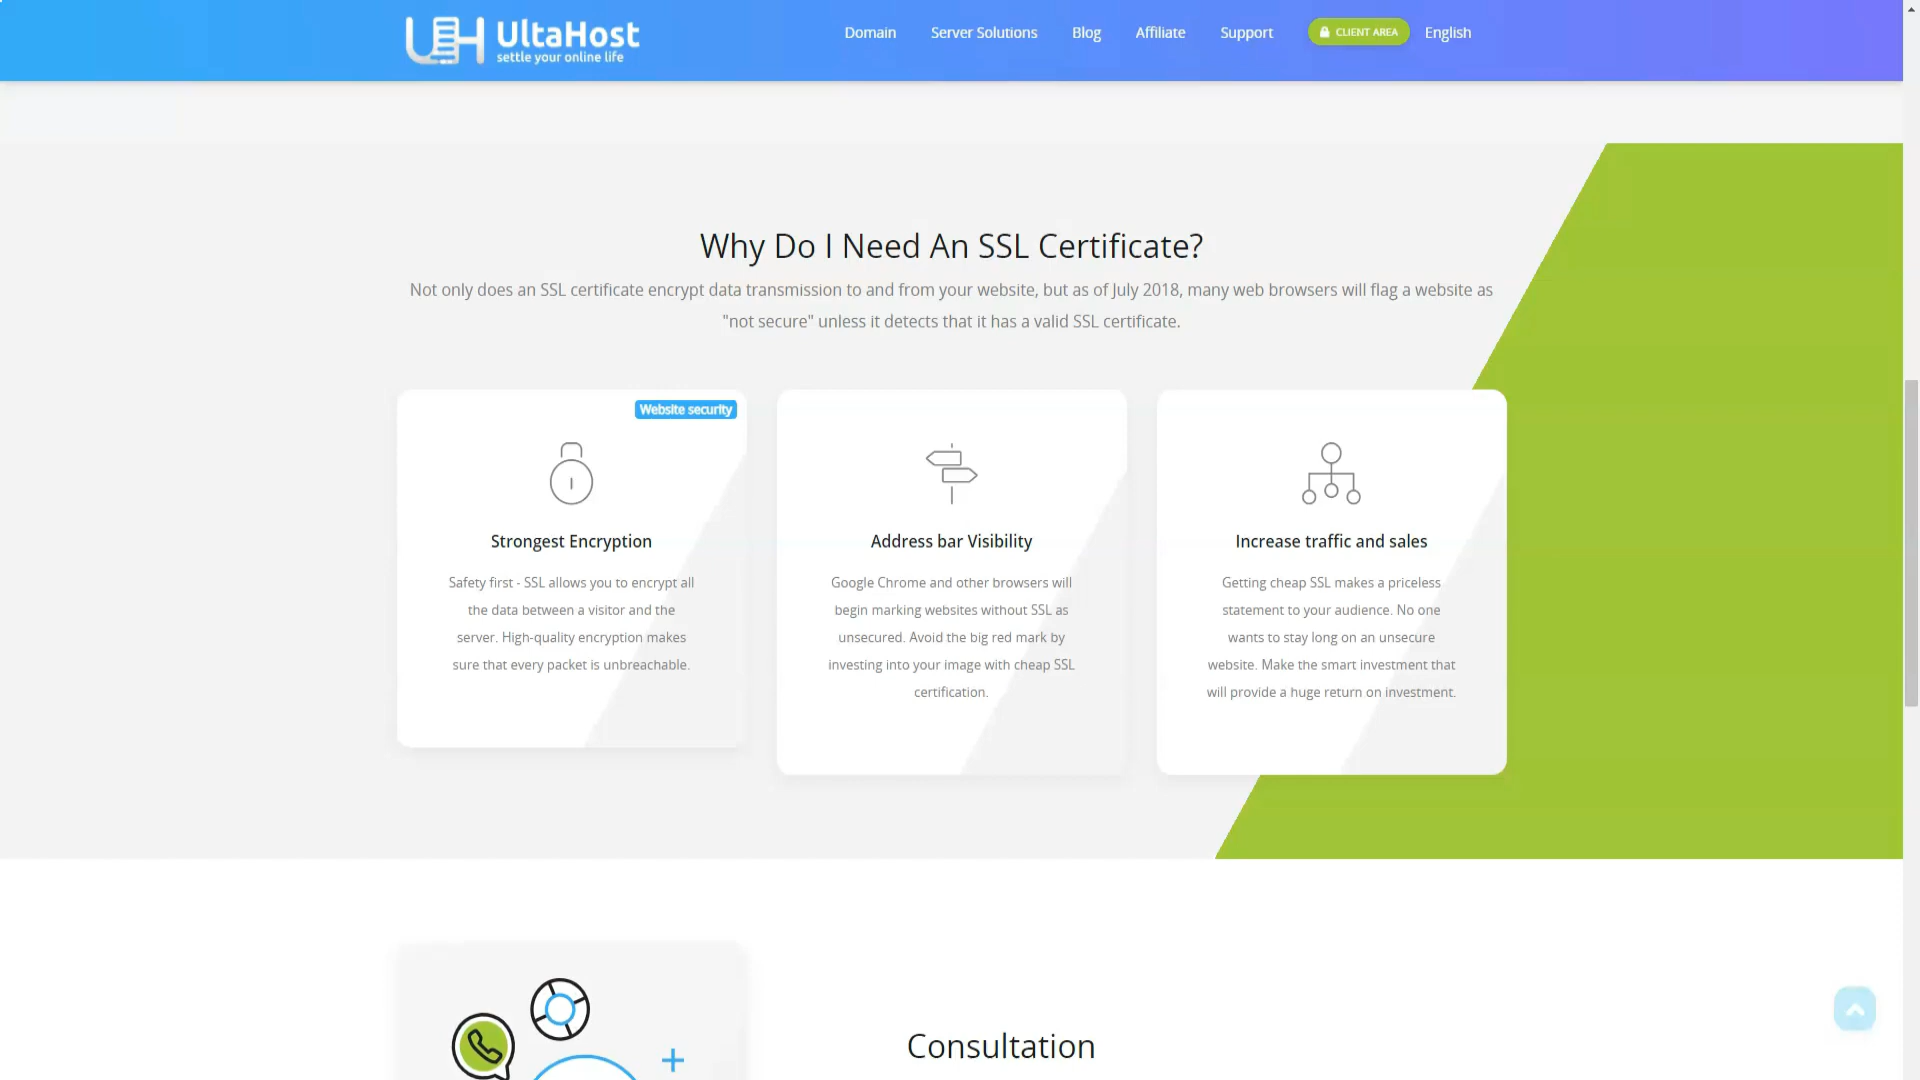 UltaHost
settle your online life
Domain
Server Solutions
Blog
Affiliate
Support
CLIENT AREA
English
Why Do I Need An SSL Certificate?
Not only does an SSL certificate encrypt data transmission to and from your website, but as of July 2018, many web browsers will flag a website as
"not secure" unless it detects that it has a valid SSL certificate.
Website security
Strongest Encryption
Safety first - SSL allows you to encrypt all
the data between a visitor and the
server. High-quality encryption makes
sure that every packet is unbreachable.
Address bar Visibility
Google Chrome and other browsers will
begin marking websites without SSL as
unsecured. Avoid the big red mark by
investing into your image with cheap SSL
certification.
Increase traffic and sales
Getting cheap SSL makes a priceless
statement to your audience. No one
wants to stay long on an unsecure
website. Make the smart investment that
will provide a huge return on investment.
Consultation